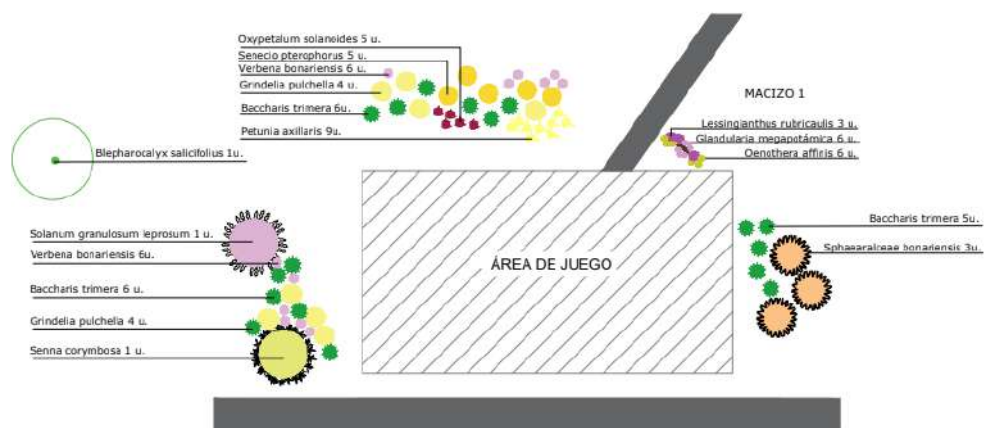 Oxypetalum solanoides 5 u.
Senecio pterophorus 5 u.
Verbena bonariensis 6 u.
Grindelia pulchella 4 u.
Baccharis trimera 6u.
Petunia axillaris 9u.
Blepharocalyx salicifolius 1u.
MACIZO 1
Lessingianthus rubricaulis 3 u.
Glandularia megapotámica 6 u.
Oenothera affinis 6 u.
Solanum granulosum leprosum 1 u.
Verbena bonariensis 6u.
Baccharis trimera 6 u.
Grindelia pulchella 4 u.
Senna corymbosa 1 u.
ÁREA DE JUEGO
Baccharis trimera 5u.
Sphaearalceae bonariensis 3u.